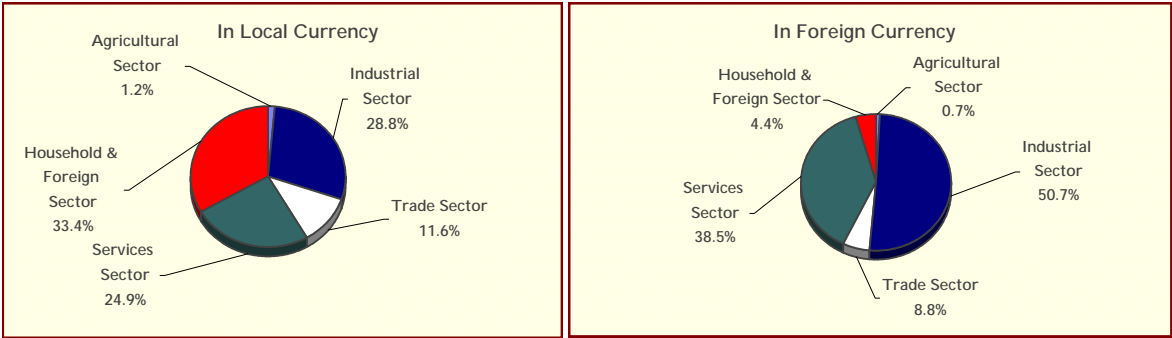 In Local Currency
Agricultural
Sector
1.2%
Industrial
Sector
28.8%
Household &
Foreign
Sector
33.4%
Trade Sector
11.6%
Services
Sector
24.9%
In Foreign Currency
Household &
Foreign Sector
4.4%
Agricultural
Sector
0.7%
Industrial
Sector
50.7%
Services
Sector
38.5%
Trade Sector
8.8%